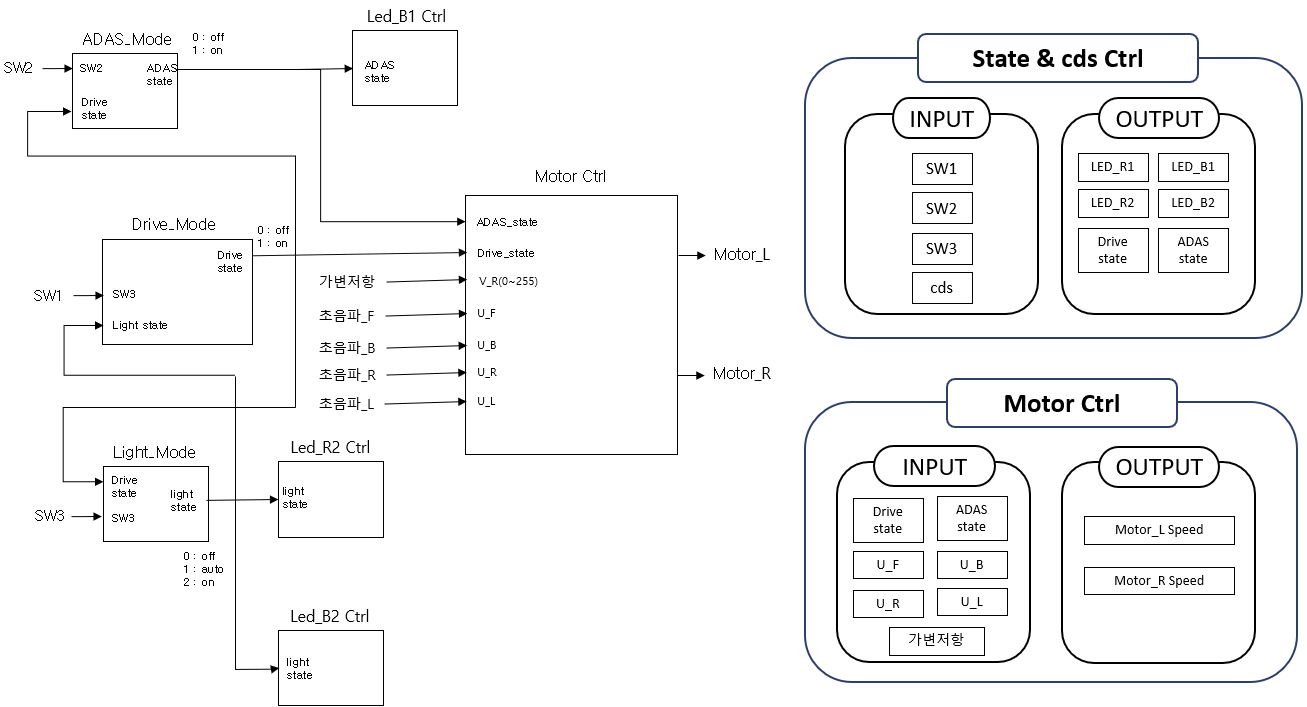 Led_B1 Ctrl
ADAS_Mode
0 : off
1 : on
SW2
SW2
ADAS
state
Drive
state
ADAS
state
Motor Ctrl
Drive_Mode
0 : off
1 : on
Drive
state
SW1
SW3
Light state
ADAS_state
Drive_state
가변저항
V_R(0~255)
초음파_F
U_F
초음파_B
U_B
초음파_R
U_R
초음파_L
U_L
Motor_L
Motor_R
Light_Mode
Drive
state
light
state
SW3
SW3
0 : off
1 : auto
2 : on
Led_R2 Ctrl
light
state
Led_B2 Ctrl
light
state
State & cds Ctrl
INPUT
SW1
SW2
SW3
cds
OUTPUT
LED_R1
LED_B1
LED_R2
LED_B2
Drive
state
ADAS
state
Motor Ctrl
INPUT
Drive
state
ADAS
state
U_F
U_B
U_R
U_L
가변저항
OUTPUT
Motor_L Speed
Motor_R Speed